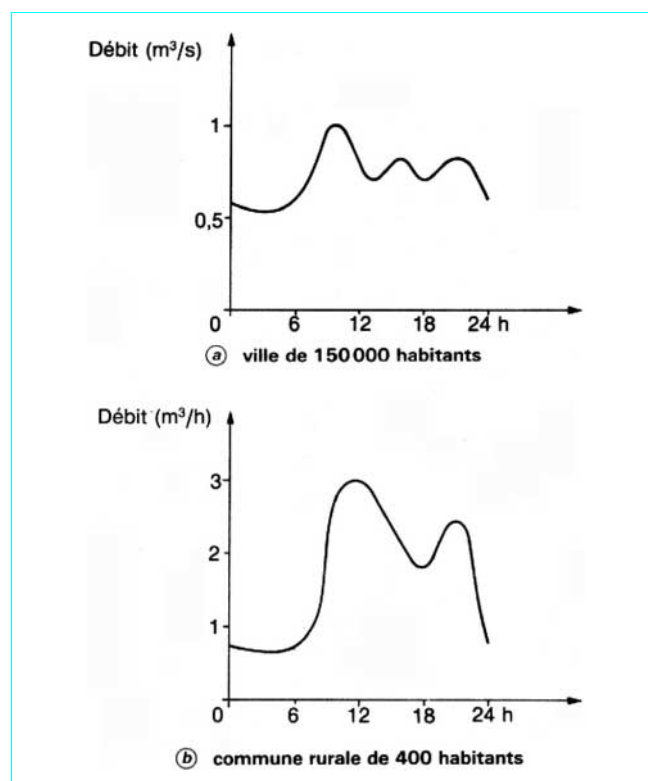 Débit (m³/s)
1
0,5
0 6 12 18 24 h
(a) ville de 150 000 habitants
Débit (m³/h)
3
2
1
0 6 12 18 24 h
(b) commune rurale de 400 habitants